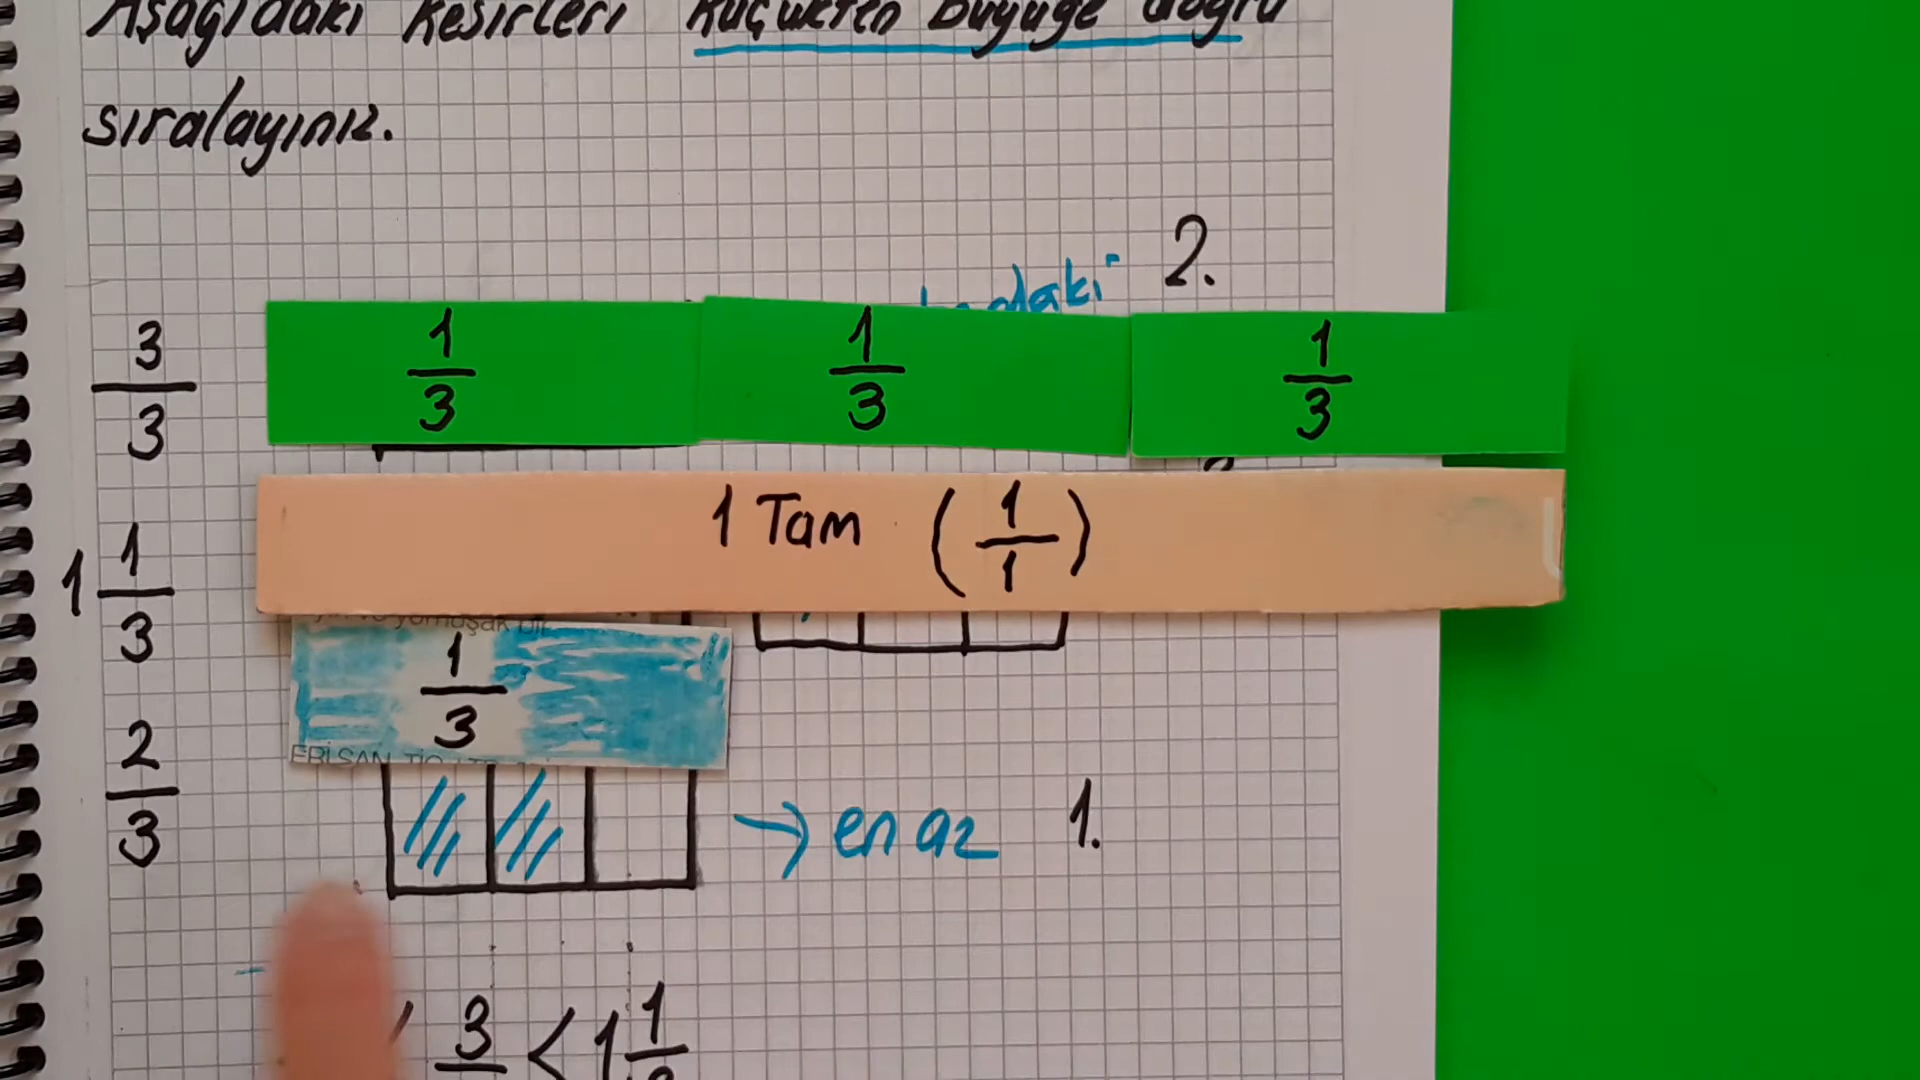 Aşağıdaki kesirleri küçükten büyüğe doğru
sıralayınız.
2.
3/3
1/3 1/3 1/3
1 1/3
1 Tam (1/1)
1/3
2/3
→ en az 1.
3 < 1 1